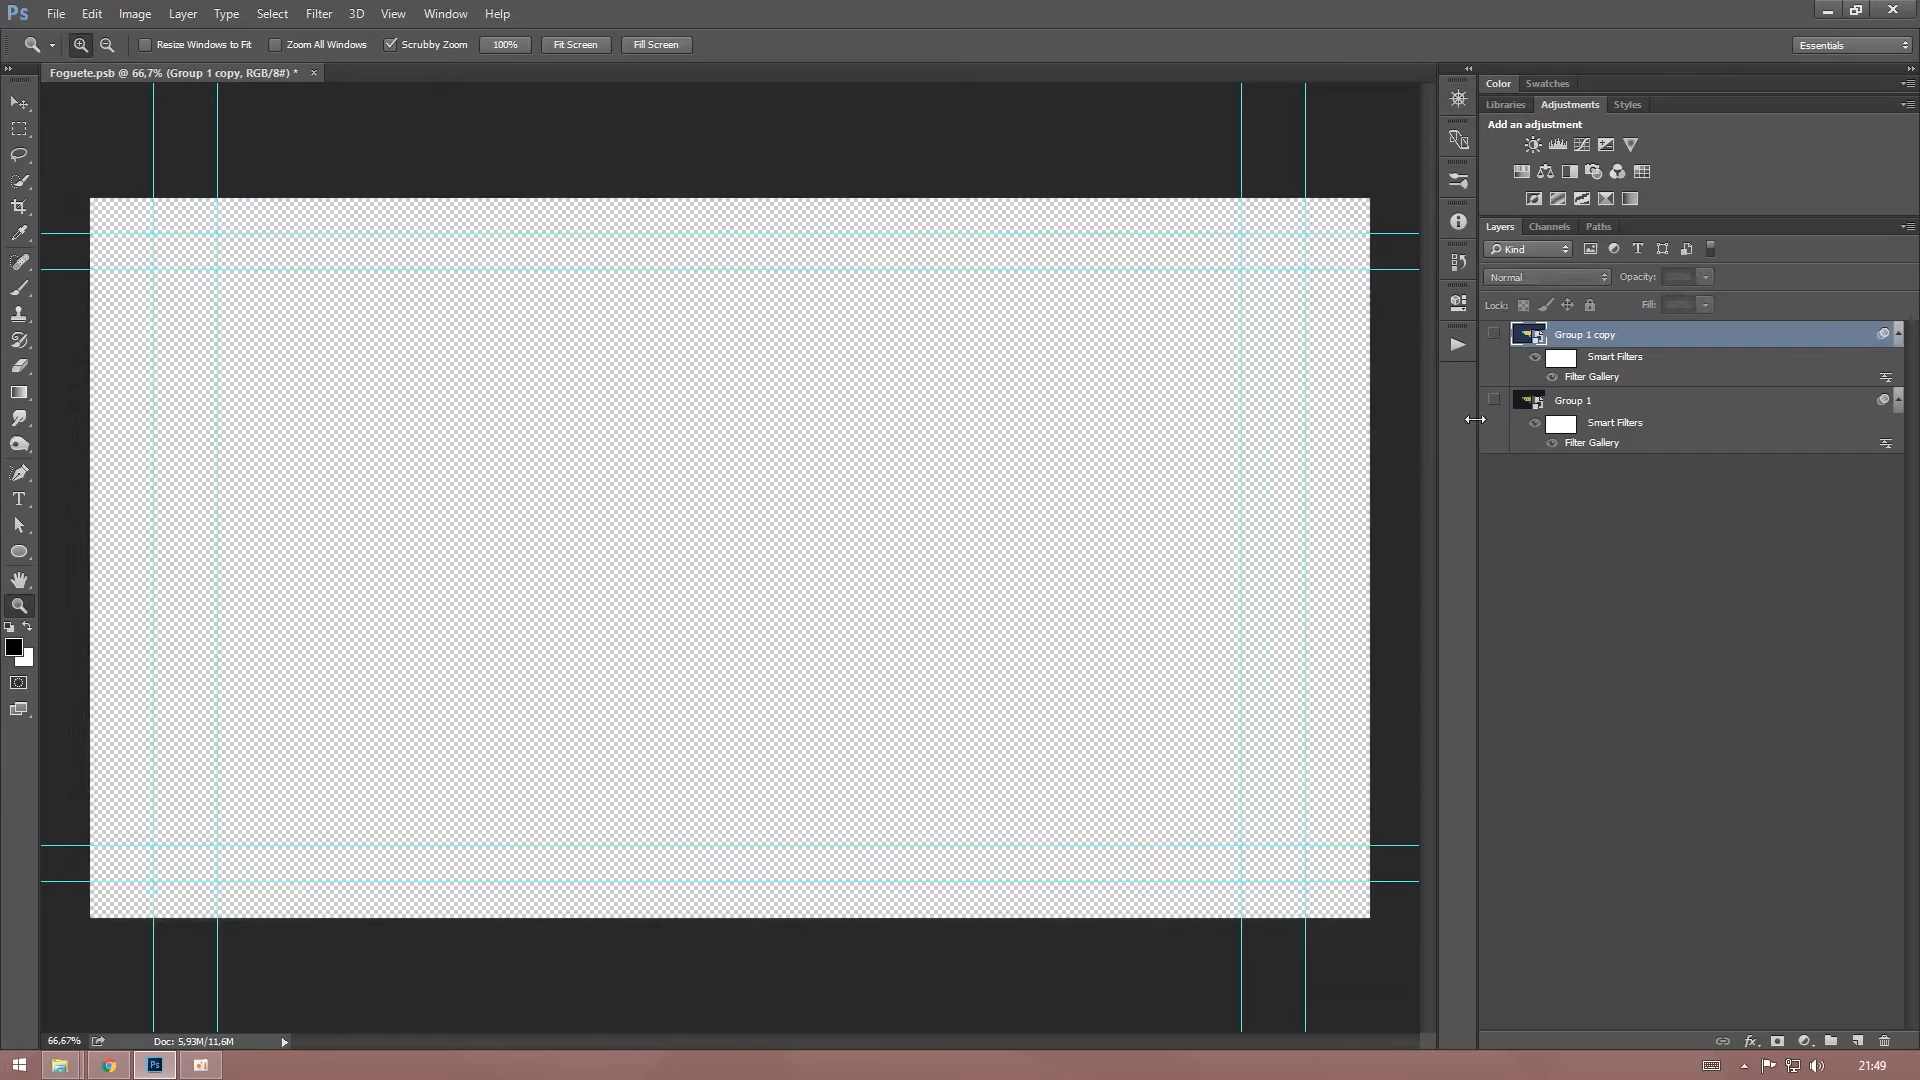 Ps File Edit Image Layer Type Select Filter 3D View Window Help
Resize Windows to Fit Zoom All Windows Scrubby Zoom 100% Fit Screen Fill Screen Essentials
Foguete.psb @ 66,7% (Group 1 copy, RGB/8#) * ×
Color Swatches
Libraries Adjustments Styles
Add an adjustment
Layers Channels Paths
Kind
Normal Opacity:
Lock: Fill:
Group 1 copy
Smart Filters
Filter Gallery
Group 1
Smart Filters
Filter Gallery
66,67% Doc: 5,93M/11,6M
fx
Ps
21:49